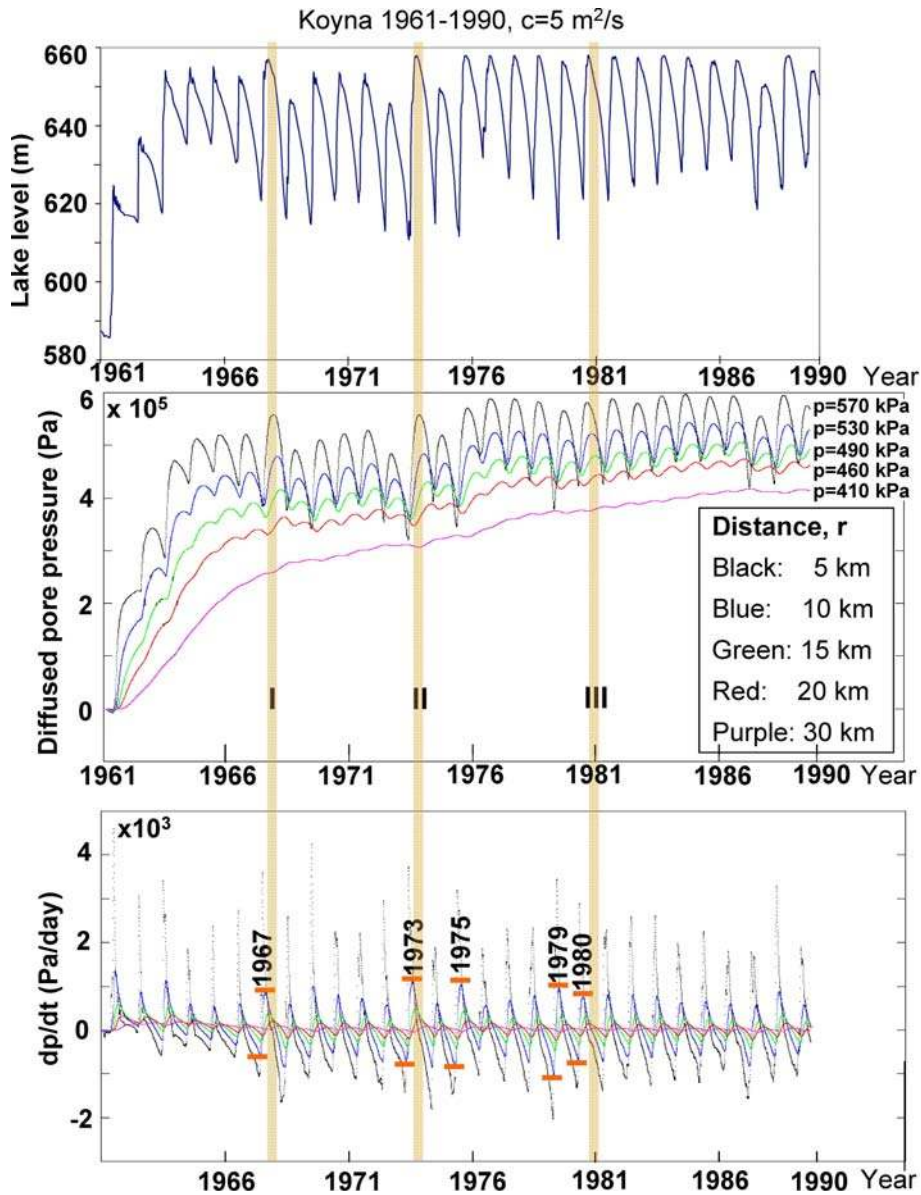 Koyna 1961-1990, c=5 m²/s
660
640
620
600
580
Lake level (m)
1961 1966 1971 1976 1981 1986 1990 Year
6 x 10⁵
4
2
0
Diffused pore pressure (Pa)
p=570 kPa
p=530 kPa
p=490 kPa
p=460 kPa
p=410 kPa
Distance, r
Black: 5 km
Blue: 10 km
Green: 15 km
Red: 20 km
Purple: 30 km
I II III
1961 1966 1971 1976 1981 1986 1990 Year
x10³
4
2
0
-2
dp/dt (Pa/day)
1967 1973 1975 1979 1980
1966 1971 1976 1981 1986 1990 Year